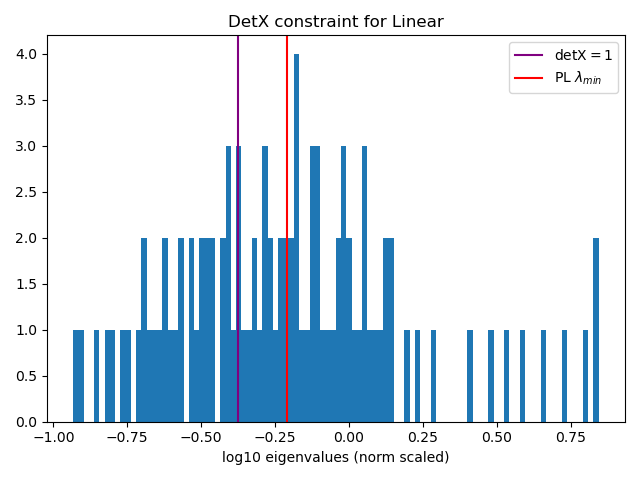 DetX constraint for Linear
detX = 1
PL λmin
4.0
3.5
3.0
2.5
2.0
1.5
1.0
0.5
0.0
−1.00 −0.75 −0.50 −0.25 0.00 0.25 0.50 0.75
log10 eigenvalues (norm scaled)